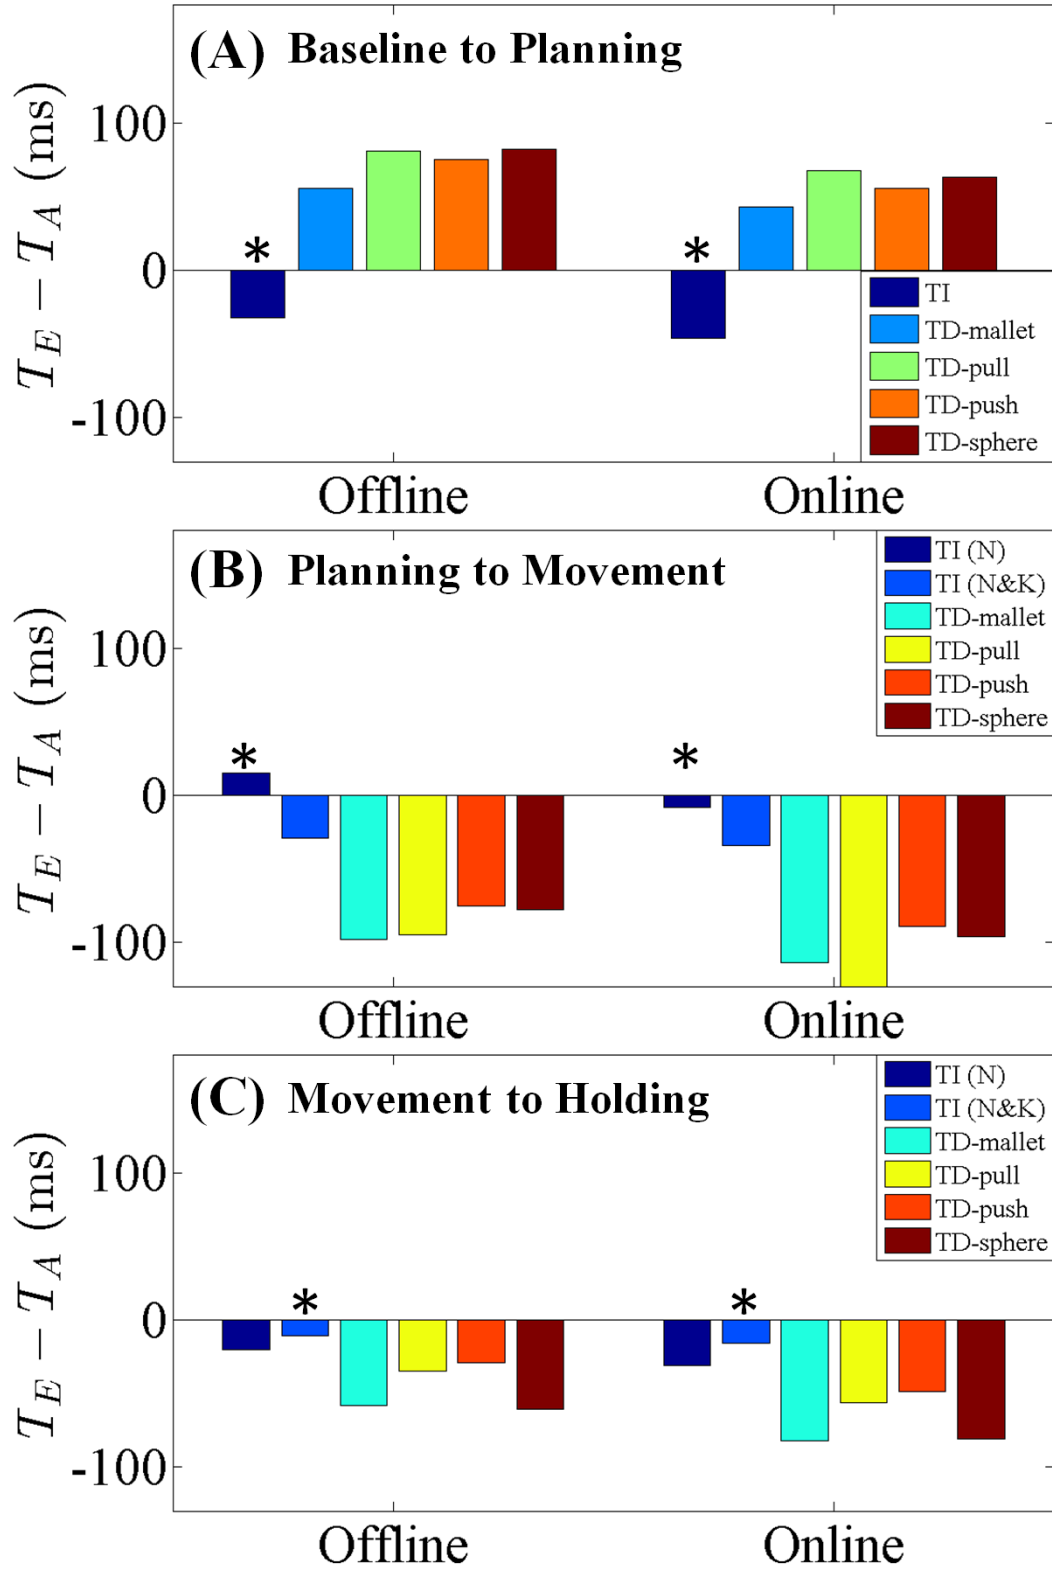 (A) Baseline to Planning
T_E − T_A (ms)
100
0
-100
*
*
TI
TD-mallet
TD-pull
TD-push
TD-sphere
Offline
Online
(B) Planning to Movement
T_E − T_A (ms)
100
0
-100
*
*
TI (N)
TI (N&K)
TD-mallet
TD-pull
TD-push
TD-sphere
Offline
Online
(C) Movement to Holding
T_E − T_A (ms)
100
0
-100
*
*
TI (N)
TI (N&K)
TD-mallet
TD-pull
TD-push
TD-sphere
Offline
Online